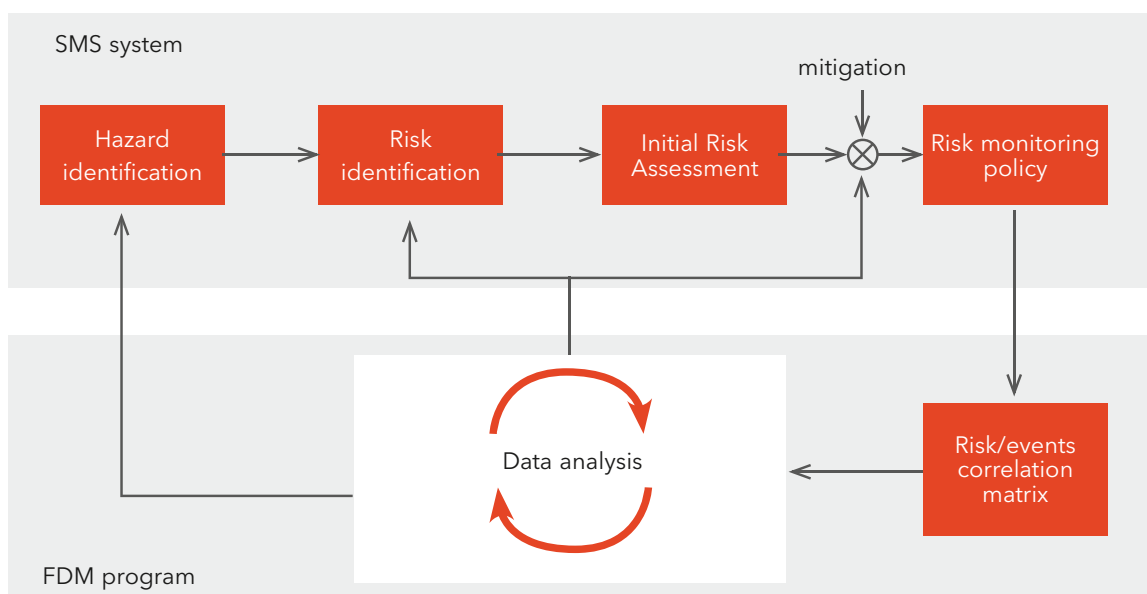 SMS system
mitigation
Hazard
identification
Risk
identification
Initial Risk
Assessment
Risk monitoring
policy
Data analysis
Risk/events
correlation
matrix
FDM program